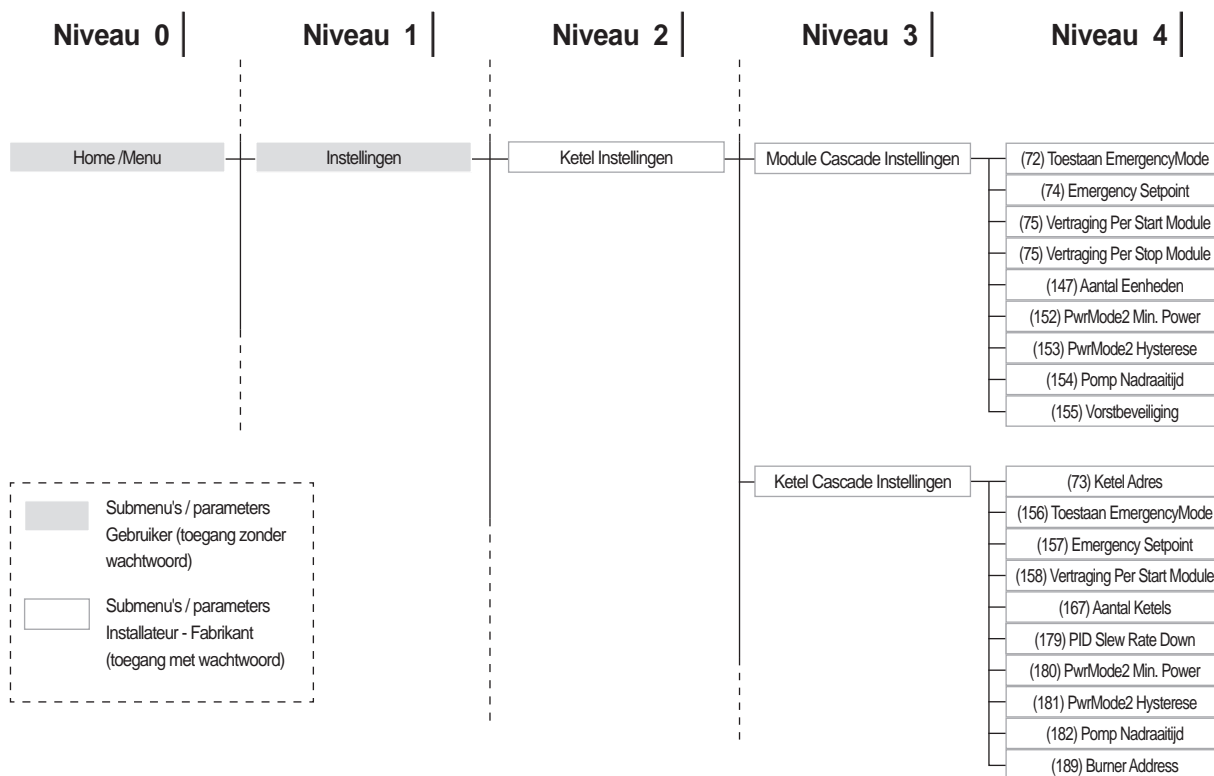 Niveau 0
Niveau 1
Niveau 2
Niveau 3
Niveau 4
Home /Menu
Instellingen
Ketel Instellingen
Module Cascade Instellingen
(72) Toestaan EmergencyMode
(74) Emergency Setpoint
(75) Vertraging Per Start Module
(75) Vertraging Per Stop Module
(147) Aantal Eenheden
(152) PwrMode2 Min. Power
(153) PwrMode2 Hysterese
(154) Pomp Nadraaitijd
(155) Vorstbeveiliging
Ketel Cascade Instellingen
(73) Ketel Adres
(156) Toestaan EmergencyMode
(157) Emergency Setpoint
(158) Vertraging Per Start Module
(167) Aantal Ketels
(179) PID Slew Rate Down
(180) PwrMode2 Min. Power
(181) PwrMode2 Hysterese
(182) Pomp Nadraaitijd
(189) Burner Address
Submenu's / parameters
Gebruiker (toegang zonder
wachtwoord)
Submenu's / parameters
Installateur - Fabrikant
(toegang met wachtwoord)